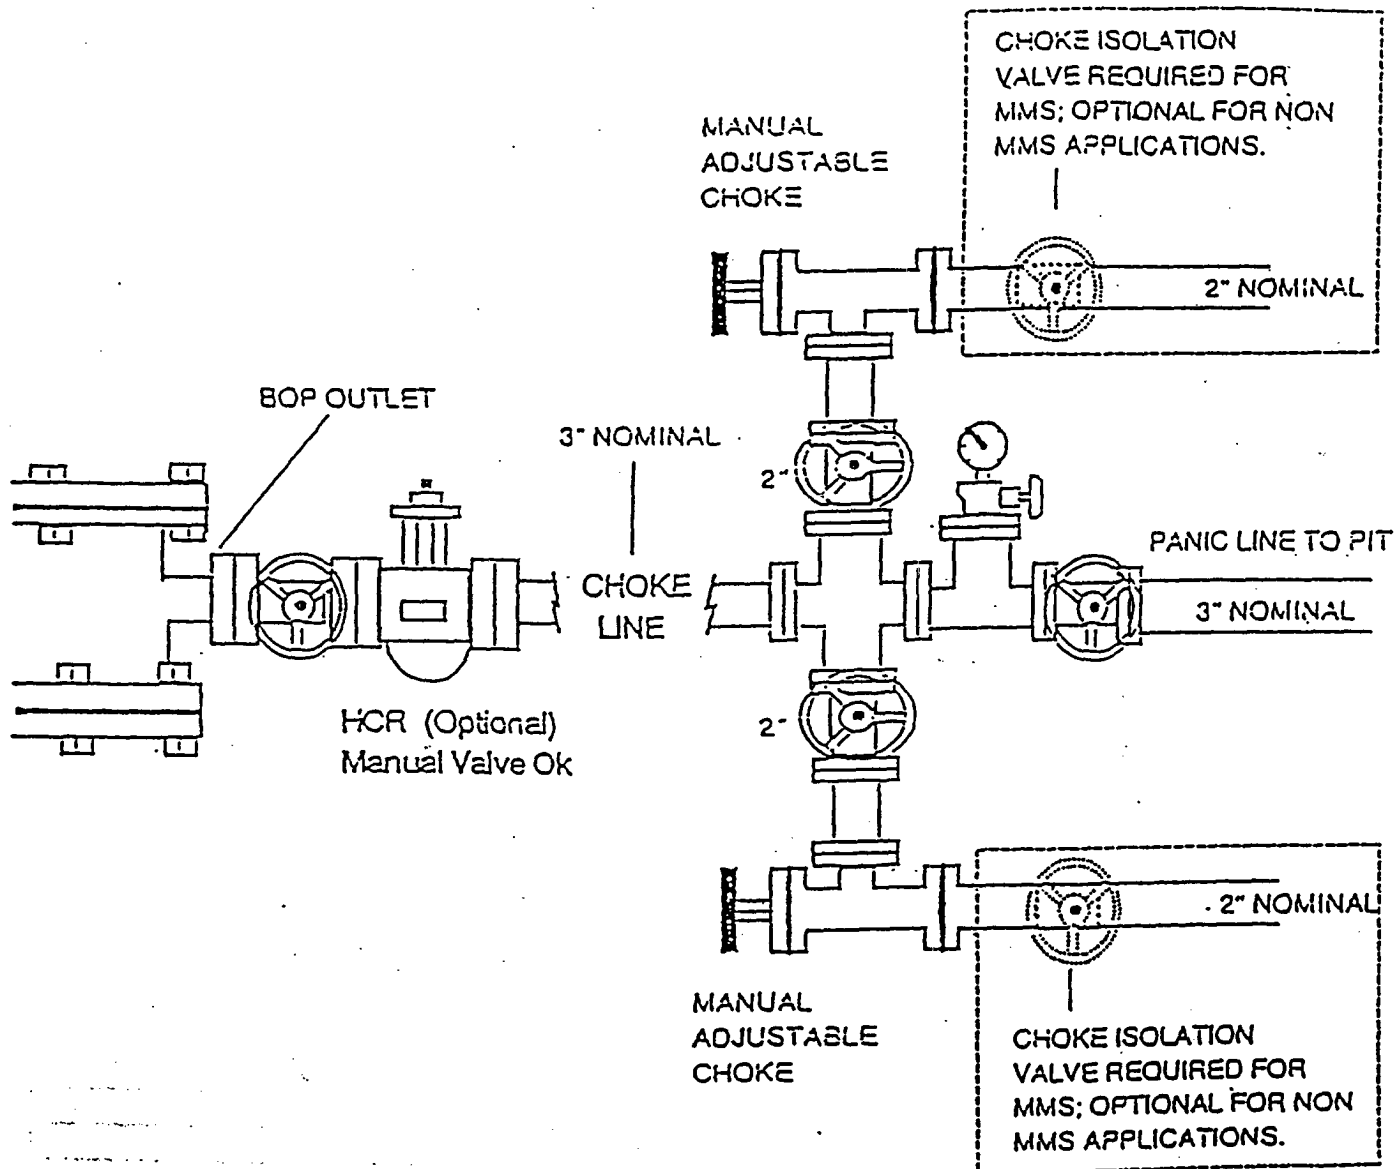 CHOKE ISOLATION
VALVE REQUIRED FOR
MMS; OPTIONAL FOR NON
MMS APPLICATIONS.
MANUAL
ADJUSTABLE
CHOKE
2" NOMINAL
BOP OUTLET
3" NOMINAL
2"
PANIC LINE TO PIT
CHOKE
LINE
3" NOMINAL
HCR (Optional)
Manual Valve Ok
2"
2" NOMINAL
MANUAL
ADJUSTABLE
CHOKE
CHOKE ISOLATION
VALVE REQUIRED FOR
MMS; OPTIONAL FOR NON
MMS APPLICATIONS.